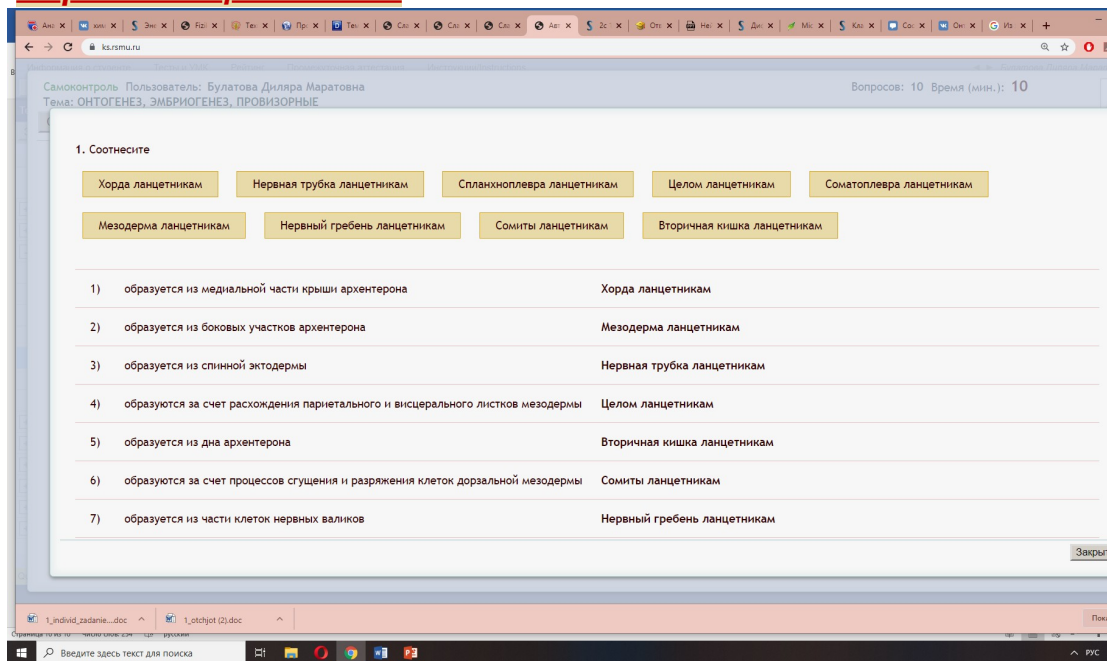 ks.rsmu.ru
Самоконтроль Пользователь: Булатова Диляра Маратовна
Вопросов: 10 Время (мин.): 10
Тема: ОНТОГЕНЕЗ, ЭМБРИОГЕНЕЗ, ПРОВИЗОРНЫЕ
1. Соотнесите
Хорда ланцетникам Нервная трубка ланцетникам Спланхноплевра ланцетникам Целом ланцетникам Соматоплевра ланцетникам
Мезодерма ланцетникам Нервный гребень ланцетникам Сомиты ланцетникам Вторичная кишка ланцетникам
1) образуется из медиальной части крыши архентерона Хорда ланцетникам
2) образуется из боковых участков архентерона Мезодерма ланцетникам
3) образуется из спинной эктодермы Нервная трубка ланцетникам
4) образуются за счет расхождения париетального и висцерального листков мезодермы Целом ланцетникам
5) образуется из дна архентерона Вторичная кишка ланцетникам
6) образуются за счет процессов сгущения и разряжения клеток дорзальной мезодермы Сомиты ланцетникам
7) образуется из части клеток нервных валиков Нервный гребень ланцетникам
Закрыт
1_individ_zadanie....doc 1_otchjot (2).doc
Пока
Введите здесь текст для поиска
РУС